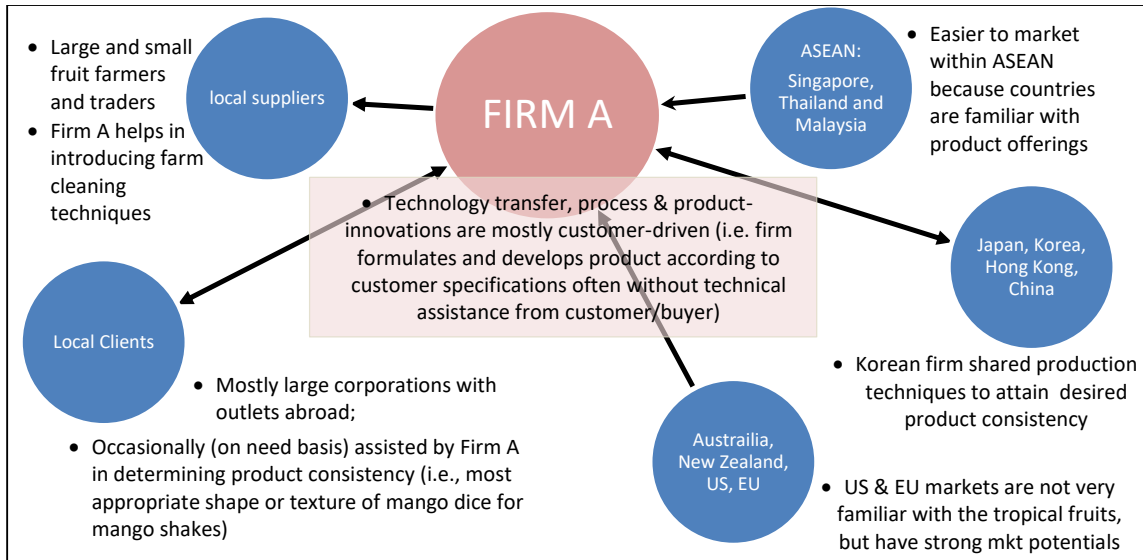 • Large and small
fruit farmers
and traders
• Firm A helps in
introducing farm
cleaning
techniques
local suppliers
FIRM A
ASEAN:
Singapore,
Thailand and
Malaysia
• Easier to market
within ASEAN
because countries
are familiar with
product offerings
• Technology transfer, process & product-
innovations are mostly customer-driven (i.e. firm
formulates and develops product according to
customer specifications often without technical
assistance from customer/buyer)
Japan, Korea,
Hong Kong,
China
• Korean firm shared production
techniques to attain desired
product consistency
Local Clients
• Mostly large corporations with
outlets abroad;
• Occasionally (on need basis) assisted by Firm A
in determining product consistency (i.e., most
appropriate shape or texture of mango dice for
mango shakes)
Austrailia,
New Zealand,
US, EU
• US & EU markets are not very
familiar with the tropical fruits,
but have strong mkt potentials